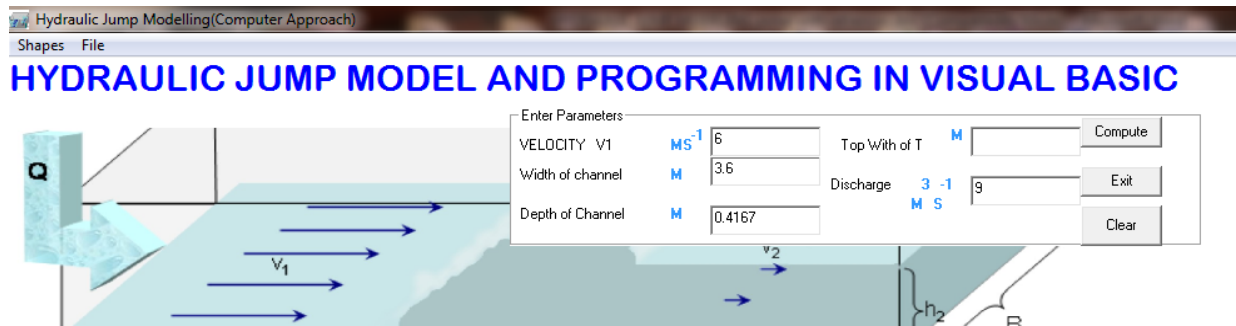 Hydraulic Jump Modelling(Computer Approach)
Shapes File
HYDRAULIC JUMP MODEL AND PROGRAMMING IN VISUAL BASIC
Enter Parameters
VELOCITY V1 MS-1 6
Top With of T M
Compute
Width of channel M 3.6
Discharge 3 -1
M S
9
Exit
Depth of Channel M 0.4167
Clear
Q
V1
V2
h2
B